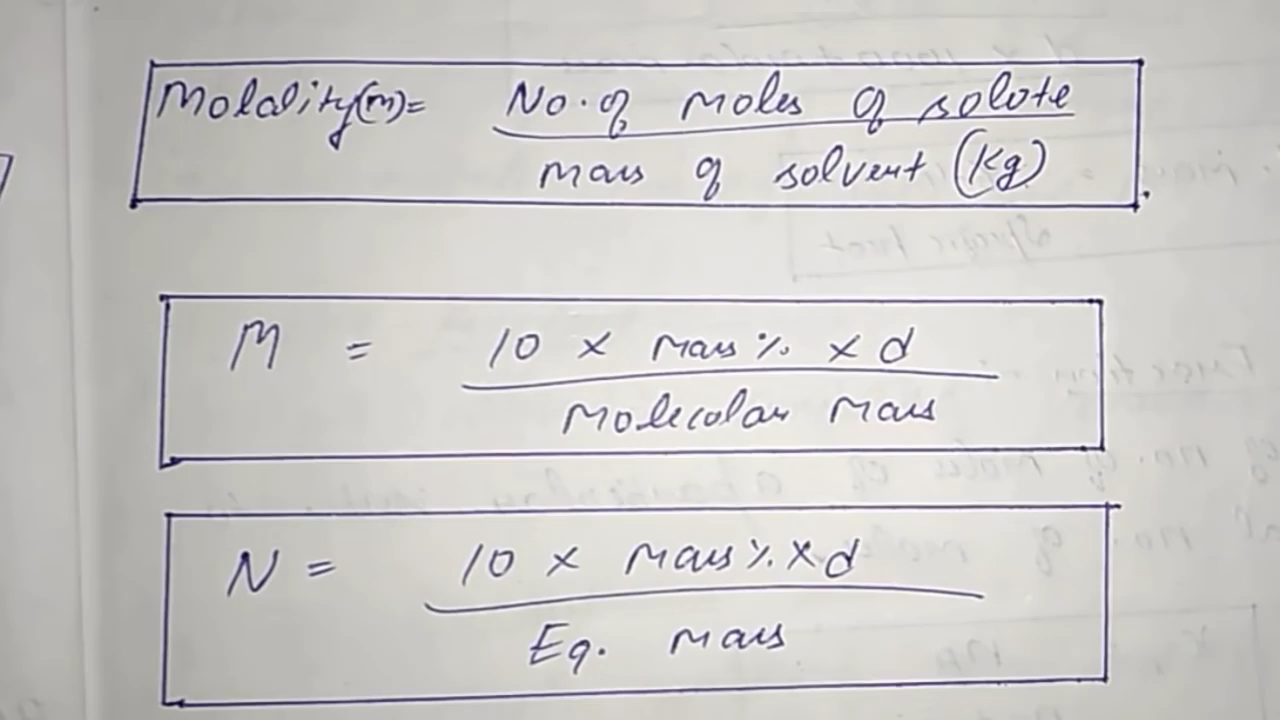 Molality(m)= No. of moles of solute
mass of solvent (Kg)
M = 10 x mass % x d
Molecular mass
N = 10 x mass % x d
Eq. mass